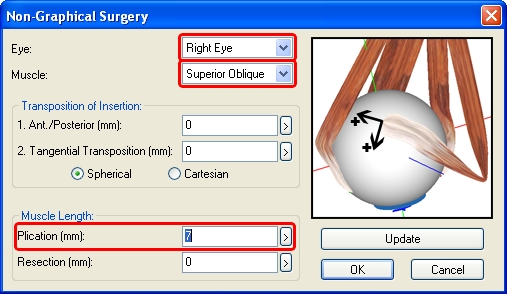 Non-Graphical Surgery
Eye: Right Eye
Muscle: Superior Oblique
Transposition of Insertion:
1. Ant./Posterior (mm): 0 >
2. Tangential Transposition (mm): 0 >
Spherical Cartesian
Muscle Length:
Plication (mm): 7 >
Resection (mm): 0 >
Update
OK Cancel